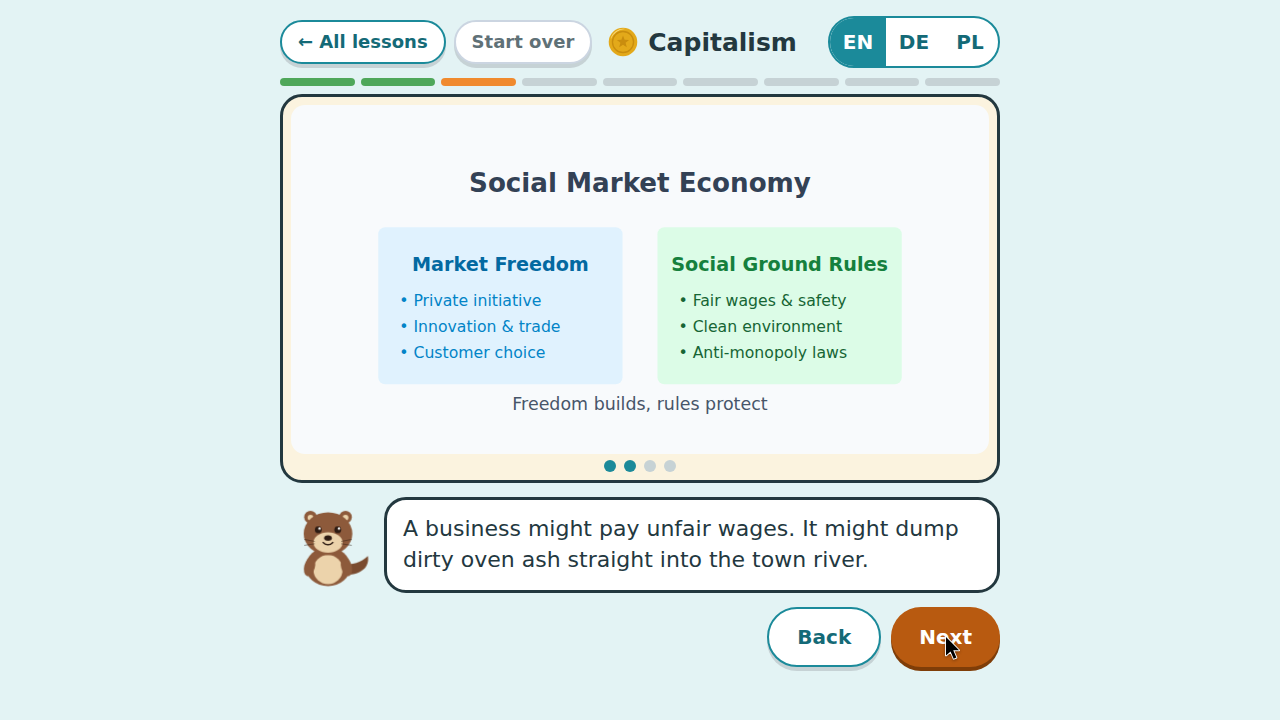 ← All lessons
Start over
Capitalism
EN
DE
PL
Social Market Economy
Market Freedom
• Private initiative
• Innovation & trade
• Customer choice
Social Ground Rules
• Fair wages & safety
• Clean environment
• Anti-monopoly laws
Freedom builds, rules protect
A business might pay unfair wages. It might dump
dirty oven ash straight into the town river.
Back
Next